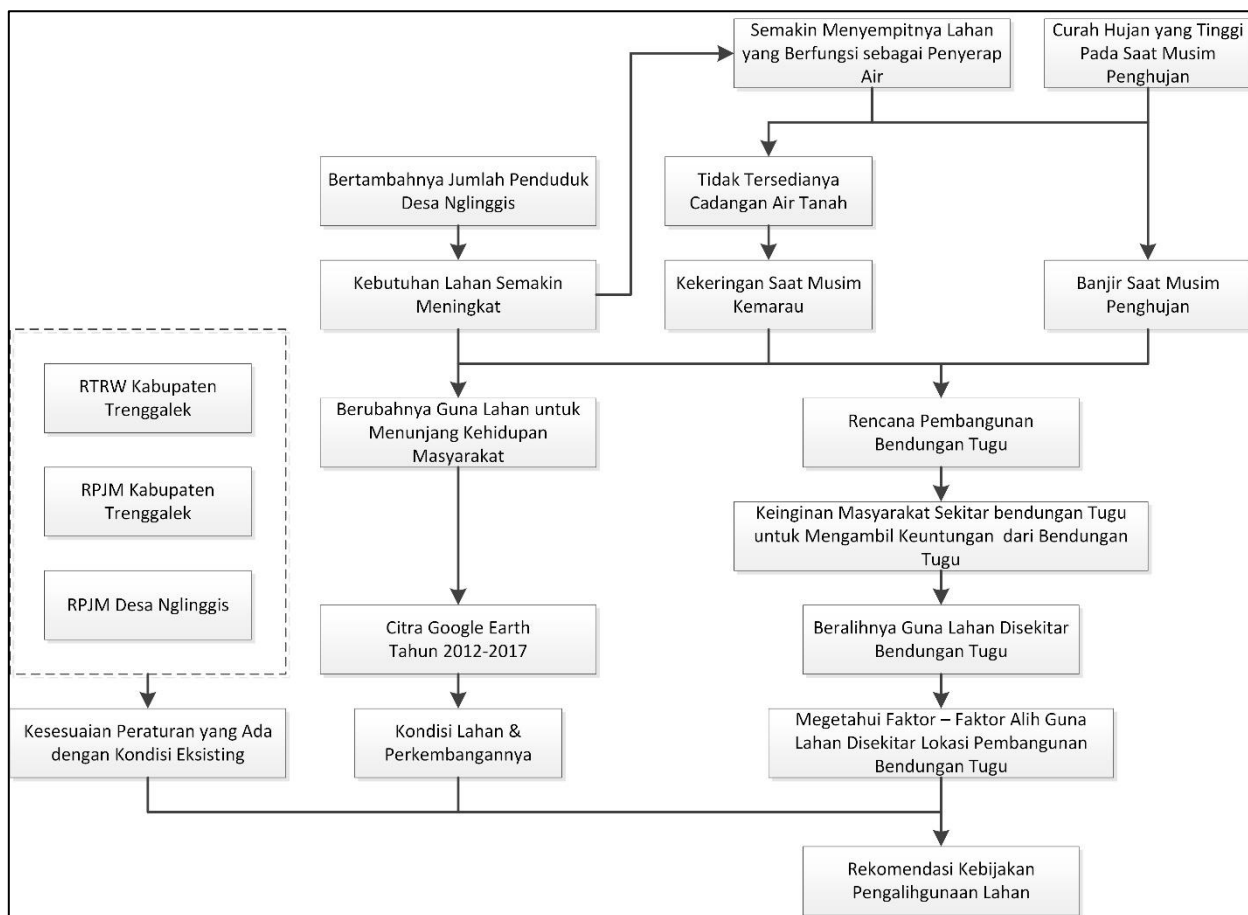 Semakin Menyempitnya Lahan
yang Berfungsi sebagai Penyerap
Air
Curah Hujan yang Tinggi
Pada Saat Musim
Penghujan
Bertambahnya Jumlah Penduduk
Desa Nglinggis
Tidak Tersedianya
Cadangan Air Tanah
Kebutuhan Lahan Semakin
Meningkat
Kekeringan Saat Musim
Kemarau
Banjir Saat Musim
Penghujan
RTRW Kabupaten
Trenggalek
RPJM Kabupaten
Trenggalek
RPJM Desa Nglinggis
Berubahnya Guna Lahan untuk
Menunjang Kehidupan
Masyarakat
Rencana Pembangunan
Bendungan Tugu
Keinginan Masyarakat Sekitar bendungan Tugu
untuk Mengambil Keuntungan dari Bendungan
Tugu
Citra Google Earth
Tahun 2012-2017
Beralihnya Guna Lahan Disekitar
Bendungan Tugu
Kesesuaian Peraturan yang Ada
dengan Kondisi Eksisting
Kondisi Lahan &
Perkembangannya
Megetahui Faktor – Faktor Alih Guna
Lahan Disekitar Lokasi Pembangunan
Bendungan Tugu
Rekomendasi Kebijakan
Pengalihgunaan Lahan